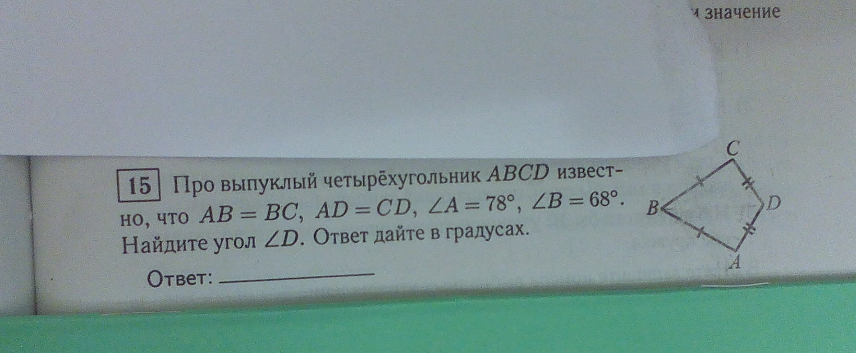 и значение
15 Про выпуклый четырёхугольник ABCD извест-
но, что AB = BC, AD = CD, ∠A = 78°, ∠B = 68°.
Найдите угол ∠D. Ответ дайте в градусах.
Ответ:
C
B
D
A